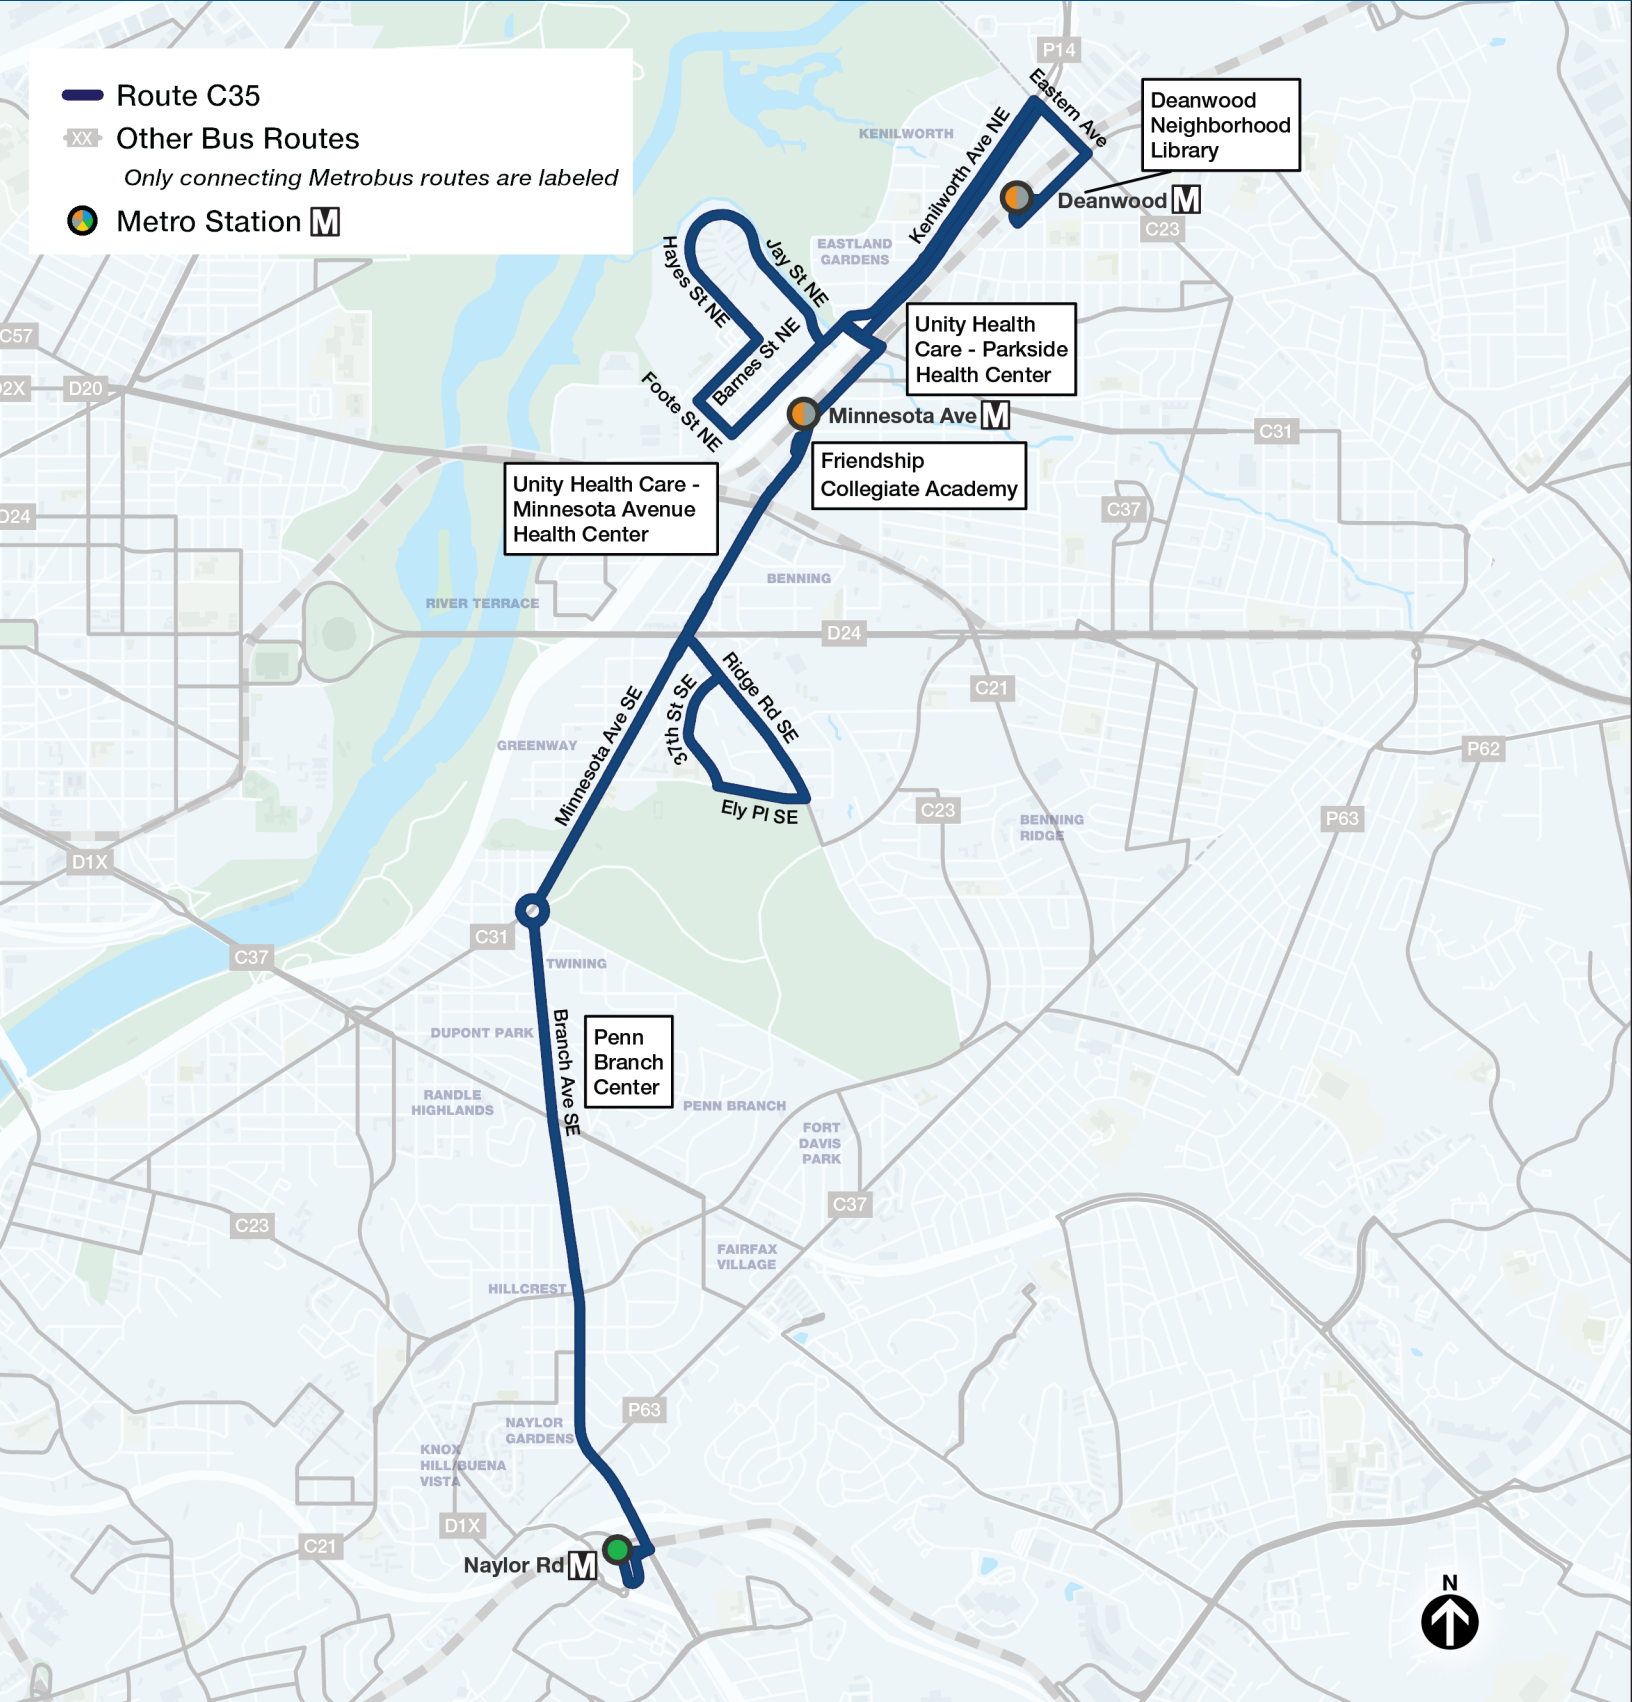 Route C35
XX
Other Bus Routes
Only connecting Metrobus routes are labeled
Metro Station M
P14
Eastern Ave
Deanwood
Neighborhood
Library
KENILWORTH
Kenilworth Ave NE
Deanwood M
C23
EASTLAND
GARDENS
Hayes St NE
Jay St NE
Barnes St NE
Foote St NE
Unity Health
Care - Parkside
Health Center
C57
02X
D20
Minnesota Ave M
C31
Friendship
Collegiate Academy
Unity Health Care -
Minnesota Avenue
Health Center
D24
C37
BENNING
RIVER TERRACE
D24
Ridge Rd SE
37th St SE
C21
Minnesota Ave SE
GREENWAY
P62
Ely Pl SE
C23
BENNING
RIDGE
P63
D1X
C31
C37
TWINING
Branch Ave SE
DUPONT PARK
Penn
Branch
Center
RANDLE
HIGHLANDS
PENN BRANCH
FORT
DAVIS
PARK
C37
C23
FAIRFAX
VILLAGE
HILLCREST
P63
NAYLOR
GARDENS
KNOX
HILL/BUENA
VISTA
D1X
C21
Naylor Rd M
N